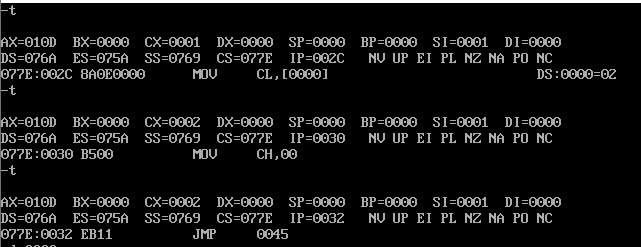 -t
AX=010D BX=0000 CX=0001 DX=0000 SP=0000 BP=0000 SI=0001 DI=0000
DS=076A ES=075A SS=0769 CS=077E IP=002C NV UP EI PL NZ NA PO NC
077E:002C 8A0E0000 MOV CL,[0000] DS:0000=02
-t
AX=010D BX=0000 CX=0002 DX=0000 SP=0000 BP=0000 SI=0001 DI=0000
DS=076A ES=075A SS=0769 CS=077E IP=0030 NV UP EI PL NZ NA PO NC
077E:0030 B500 MOV CH,00
-t
AX=010D BX=0000 CX=0002 DX=0000 SP=0000 BP=0000 SI=0001 DI=0000
DS=076A ES=075A SS=0769 CS=077E IP=0032 NV UP EI PL NZ NA PO NC
077E:0032 EB11 JMP 0045